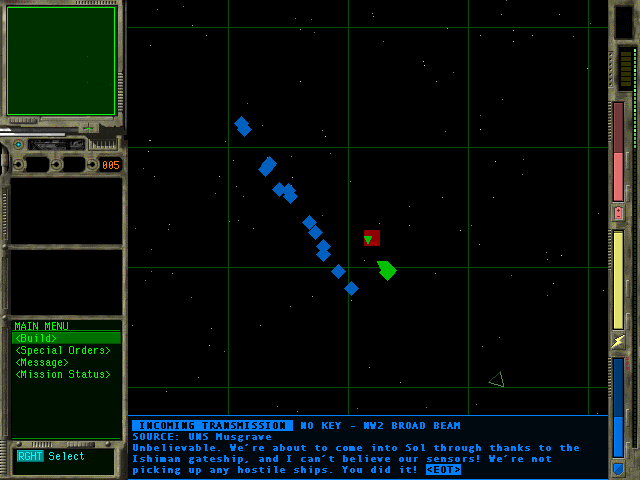 005
MAIN MENU
<Build>
<Special Orders>
<Message>
<Mission Status>
RGHT Select
INCOMING TRANSMISSION NO KEY - NW2 BROAD BEAM
SOURCE: UNS Musgrave
Unbelievable. We're about to come into Sol through thanks to the
Ishiman gateship, and I can't believe our sensors! We're not
picking up any hostile ships. You did it! <EOT>